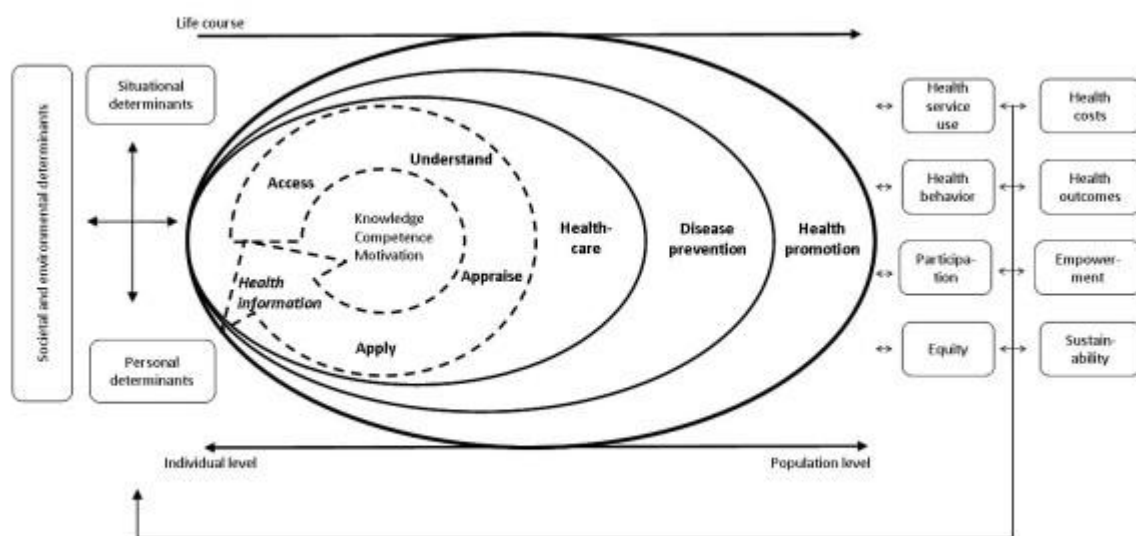 Life course
Societal and environmental determinants
Situational
determinants
Personal
determinants
Access
Understand
Appraise
Apply
Health
information
Knowledge
Competence
Motivation
Health-
care
Disease
prevention
Health
promotion
Individual level
Population level
Health
service
use
Health
costs
Health
behavior
Health
outcomes
Participa-
tion
Empower-
ment
Equity
Sustain-
ability